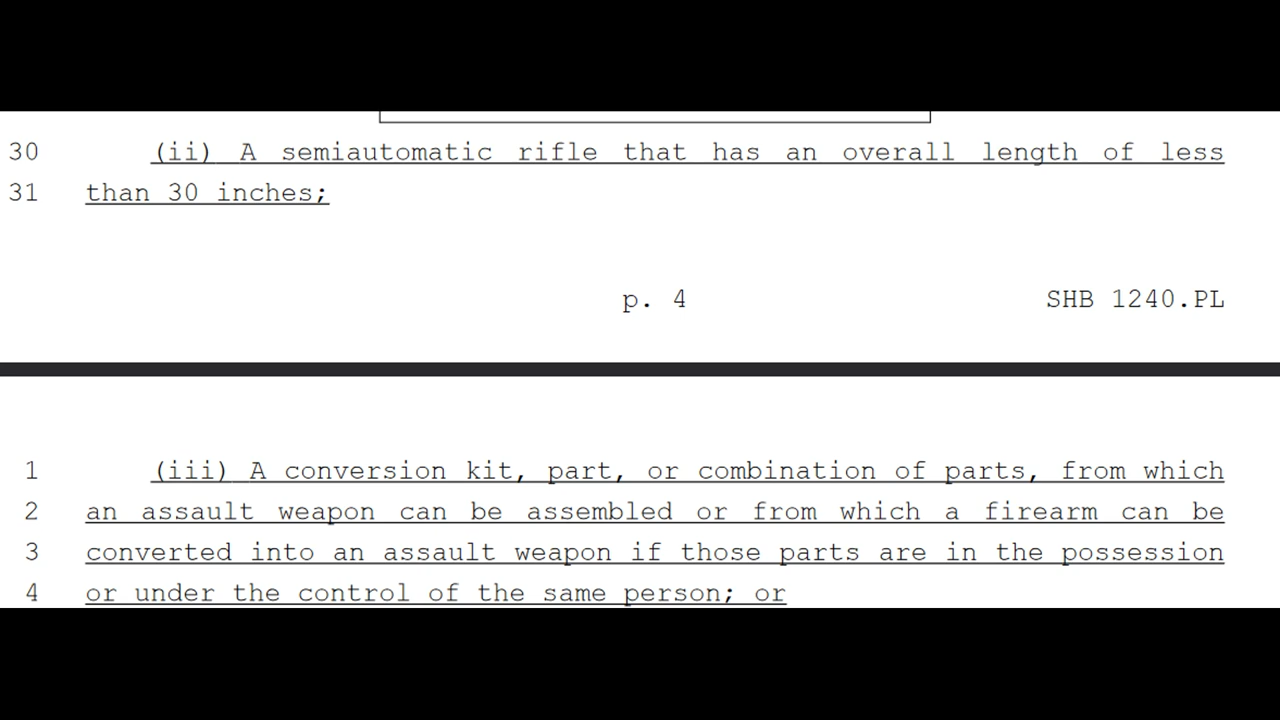 30 (ii) A semiautomatic rifle that has an overall length of less
31 than 30 inches;
p. 4 SHB 1240.PL
1 (iii) A conversion kit, part, or combination of parts, from which
2 an assault weapon can be assembled or from which a firearm can be
3 converted into an assault weapon if those parts are in the possession
4 or under the control of the same person; or